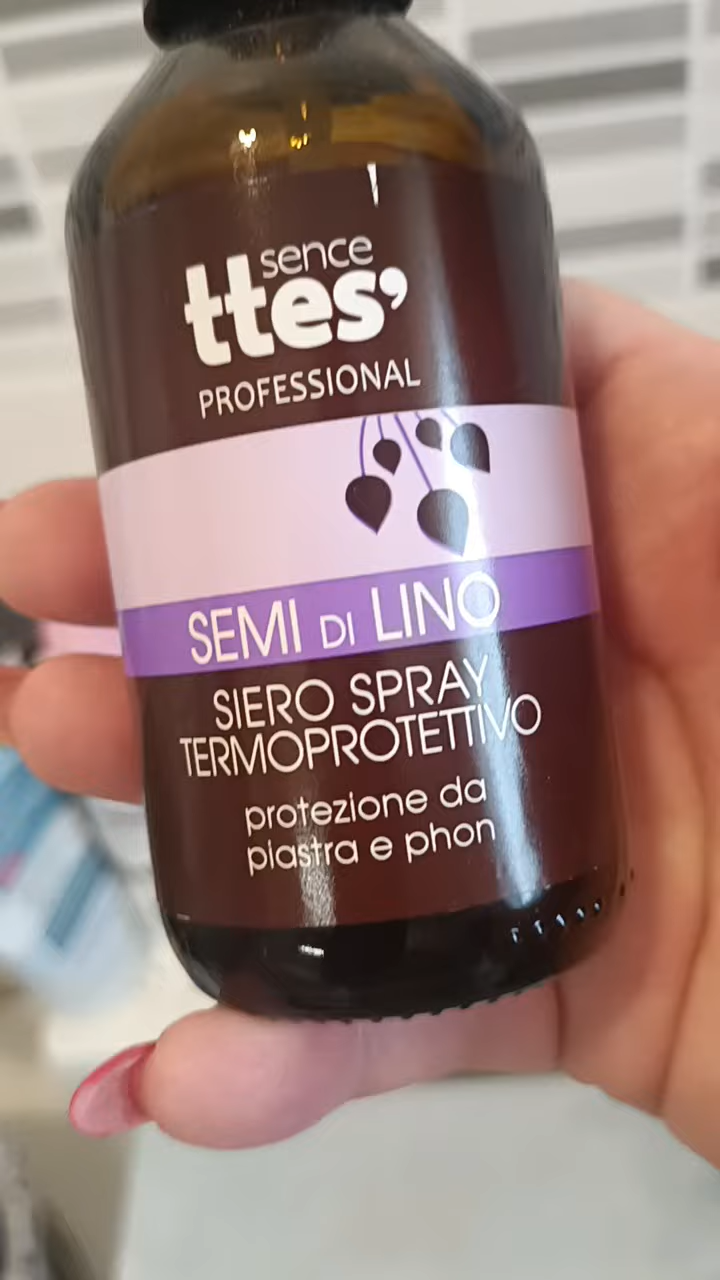 sence
ttes'
PROFESSIONAL
SEMI DI LINO
SIERO SPRAY
TERMOPROTETTIVO
protezione da
piastra e phon